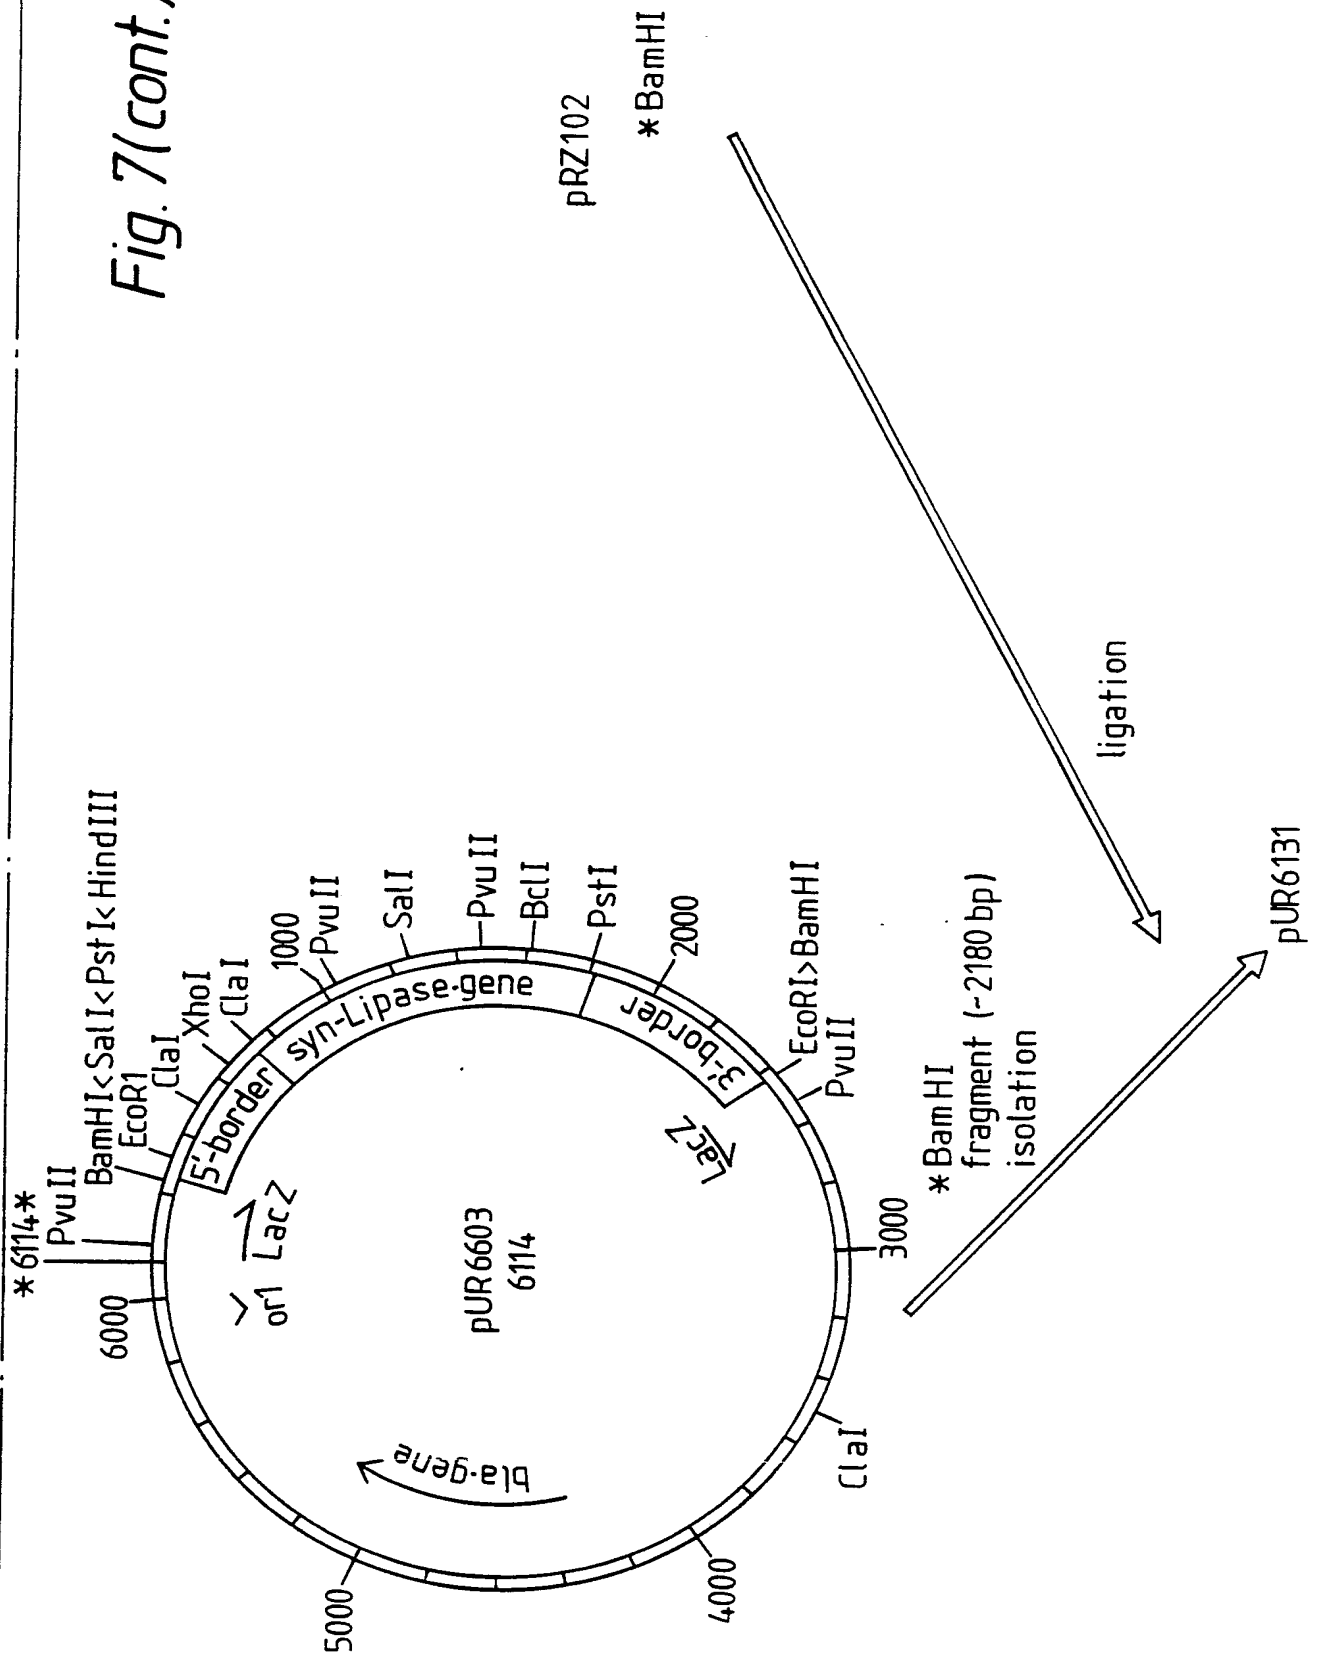 Fig. 7(cont.)
*6114*
PvuII
BamHI<SalI<PstI<HindIII
EcoR1
ClaI
XhoI
ClaI
1000
PvuII
SalI
PvuII
BclI
PstI
2000
EcoRI>BamHI
PvuII
3000
ClaI
4000
5000
6000
5'-border
syn-Lipase-gene
3'-border
or1
LacZ
LacZ
bla-gene
pUR6603
6114
*BamHI
fragment (~2180 bp)
isolation
pRZ102
*BamHI
ligation
pUR6131